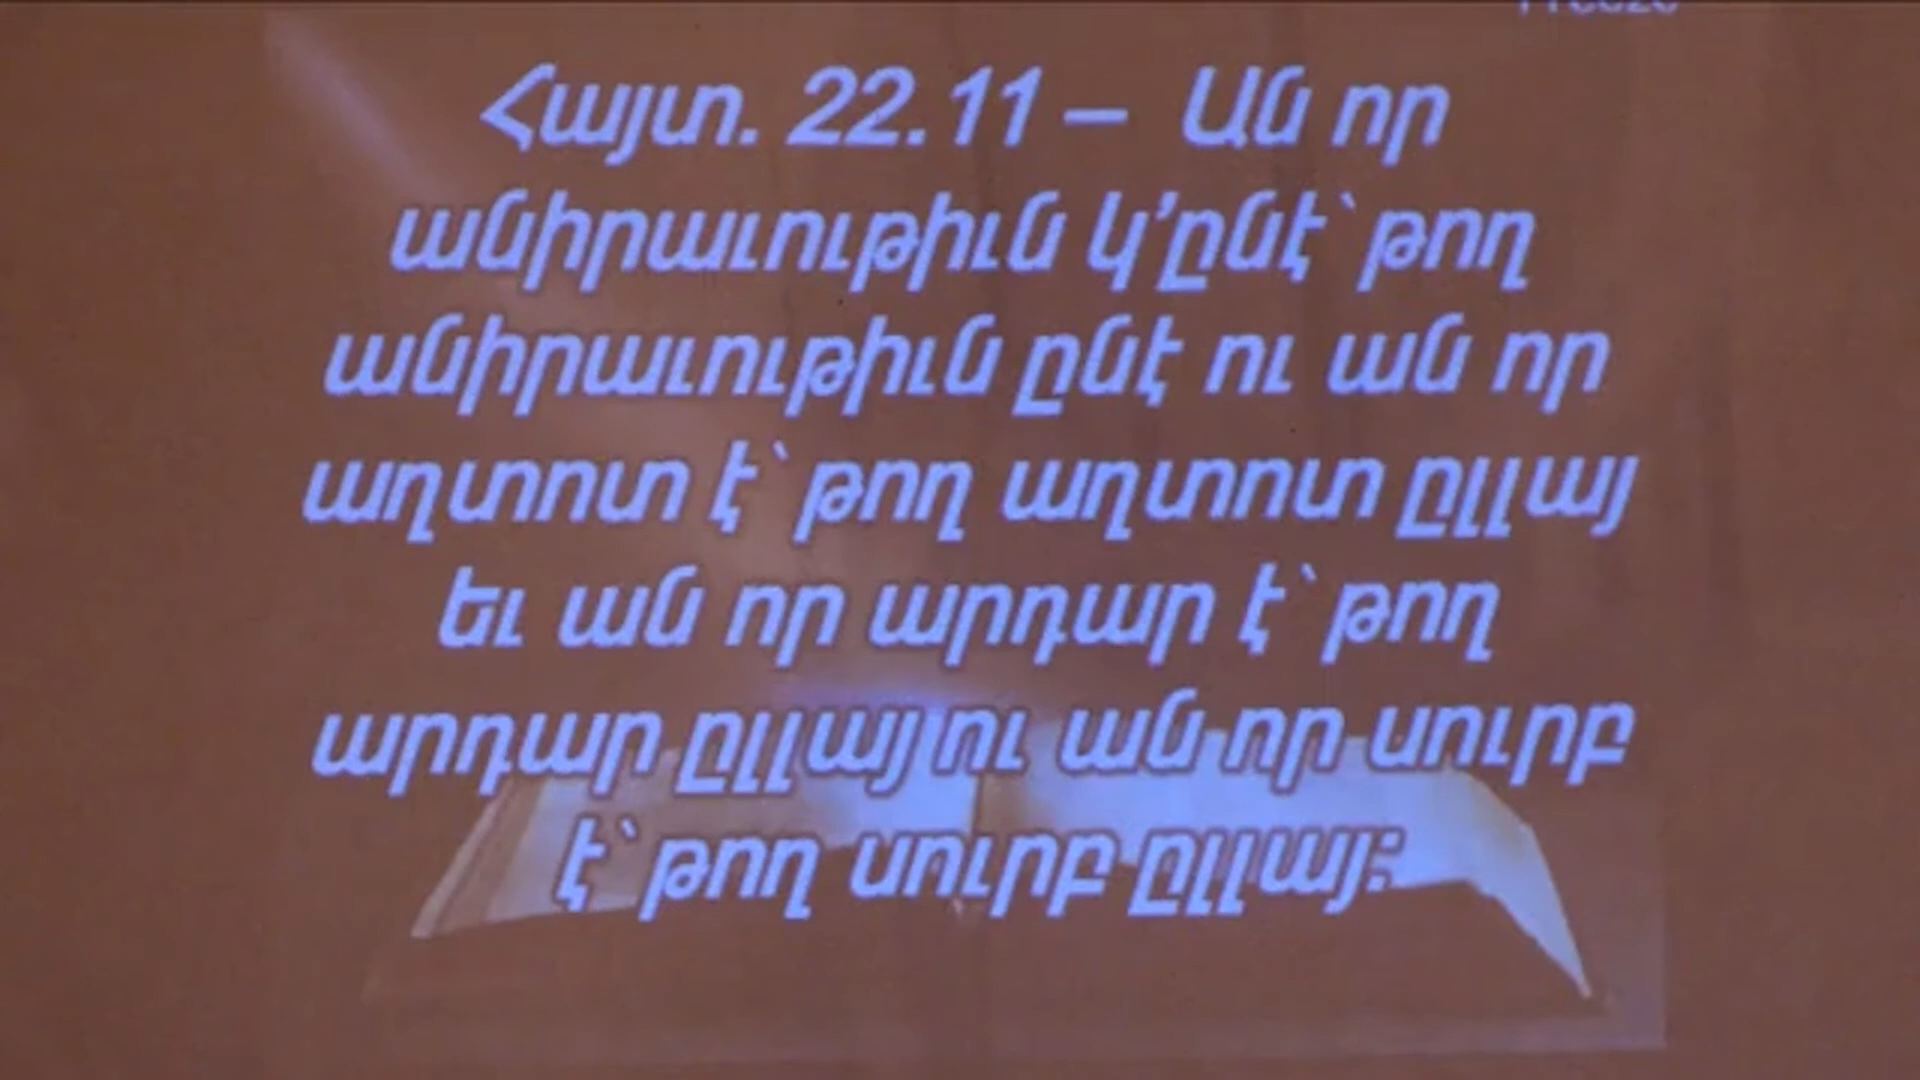 Freeze
Հայտ. 22.11 – Ան որ
անիրաւութիւն կ’ընէ՝ թող
անիրաւութիւն ընէ ու ան որ
աղտոտ է՝ թող աղտոտ ըլլայ
եւ ան որ արդար է՝ թող
արդար ըլլայ ու ան որ սուրբ
է՝ թող սուրբ ըլլայ։